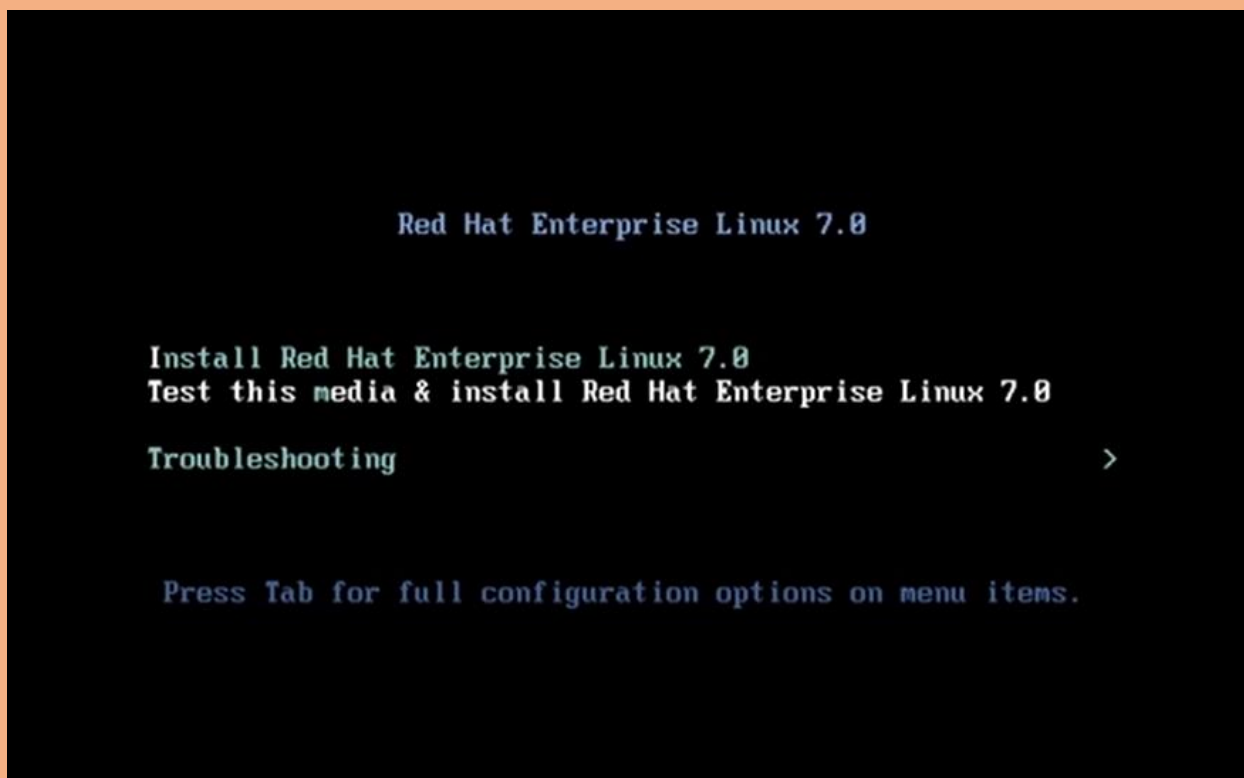 Red Hat Enterprise Linux 7.0
Install Red Hat Enterprise Linux 7.0
Test this media & install Red Hat Enterprise Linux 7.0
Troubleshooting >
Press Tab for full configuration options on menu items.